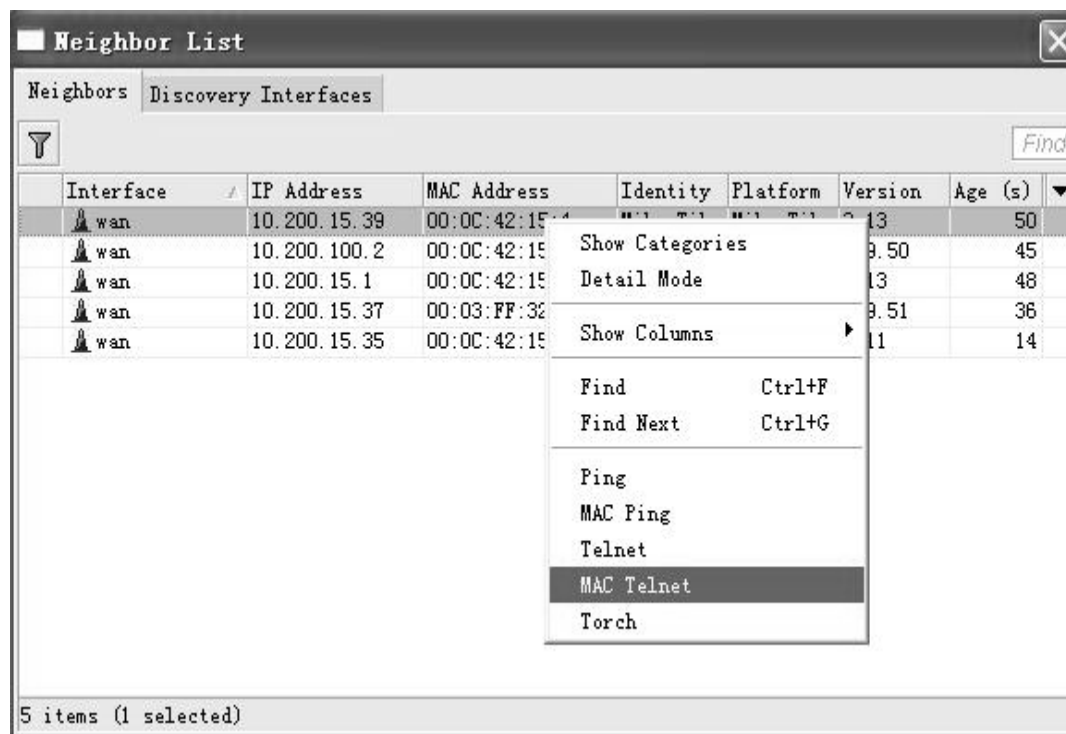 Neighbor List
Neighbors Discovery Interfaces
Find
Interface IP Address MAC Address Identity Platform Version Age (s)
wan 10.200.15.39 00:0C:42:15 13 50
wan 10.200.100.2 00:0C:42:15 9.50 45
wan 10.200.15.1 00:0C:42:15 13 48
wan 10.200.15.37 00:03:FF:32 9.51 36
wan 10.200.15.35 00:0C:42:15 11 14
Show Categories
Detail Mode
Show Columns
Find Ctrl+F
Find Next Ctrl+G
Ping
MAC Ping
Telnet
MAC Telnet
Torch
5 items (1 selected)